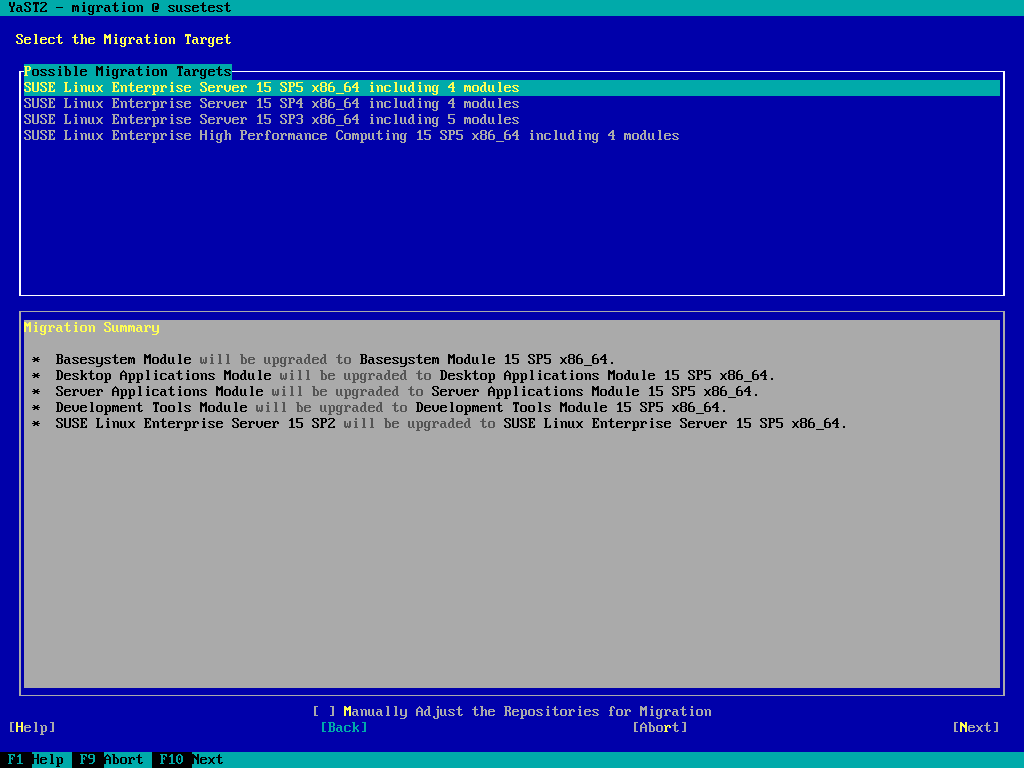 YaST2 - migration @ susetest
Select the Migration Target
Possible Migration Targets
SUSE Linux Enterprise Server 15 SP5 x86_64 including 4 modules
SUSE Linux Enterprise Server 15 SP4 x86_64 including 4 modules
SUSE Linux Enterprise Server 15 SP3 x86_64 including 5 modules
SUSE Linux Enterprise High Performance Computing 15 SP5 x86_64 including 4 modules
Migration Summary
* Basesystem Module will be upgraded to Basesystem Module 15 SP5 x86_64.
* Desktop Applications Module will be upgraded to Desktop Applications Module 15 SP5 x86_64.
* Server Applications Module will be upgraded to Server Applications Module 15 SP5 x86_64.
* Development Tools Module will be upgraded to Development Tools Module 15 SP5 x86_64.
* SUSE Linux Enterprise Server 15 SP2 will be upgraded to SUSE Linux Enterprise Server 15 SP5 x86_64.
[ ] Manually Adjust the Repositories for Migration
[Help] [Back] [Abort] [Next]
F1 Help F9 Abort F10 Next